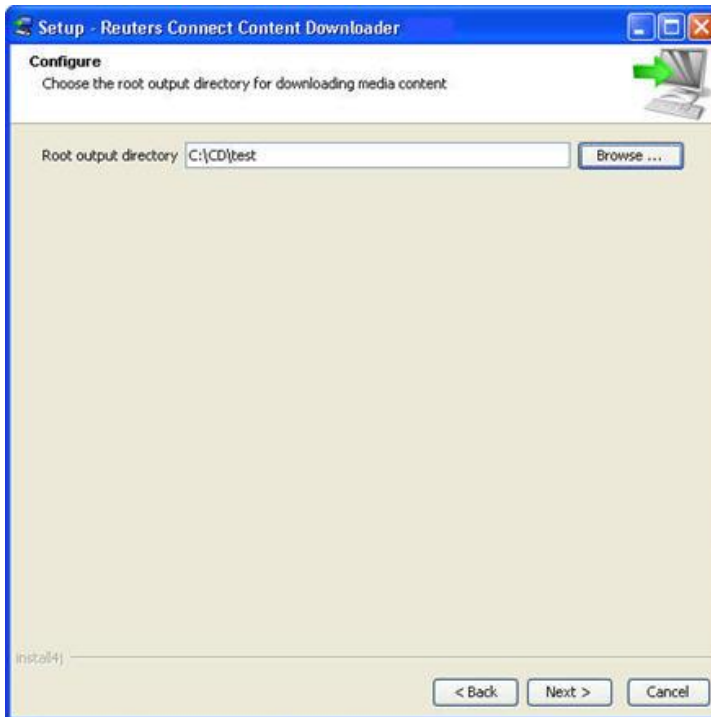 Setup - Reuters Connect Content Downloader
Configure
Choose the root output directory for downloading media content
Root output directory C:\CD\test Browse ...
install4j
< Back Next > Cancel